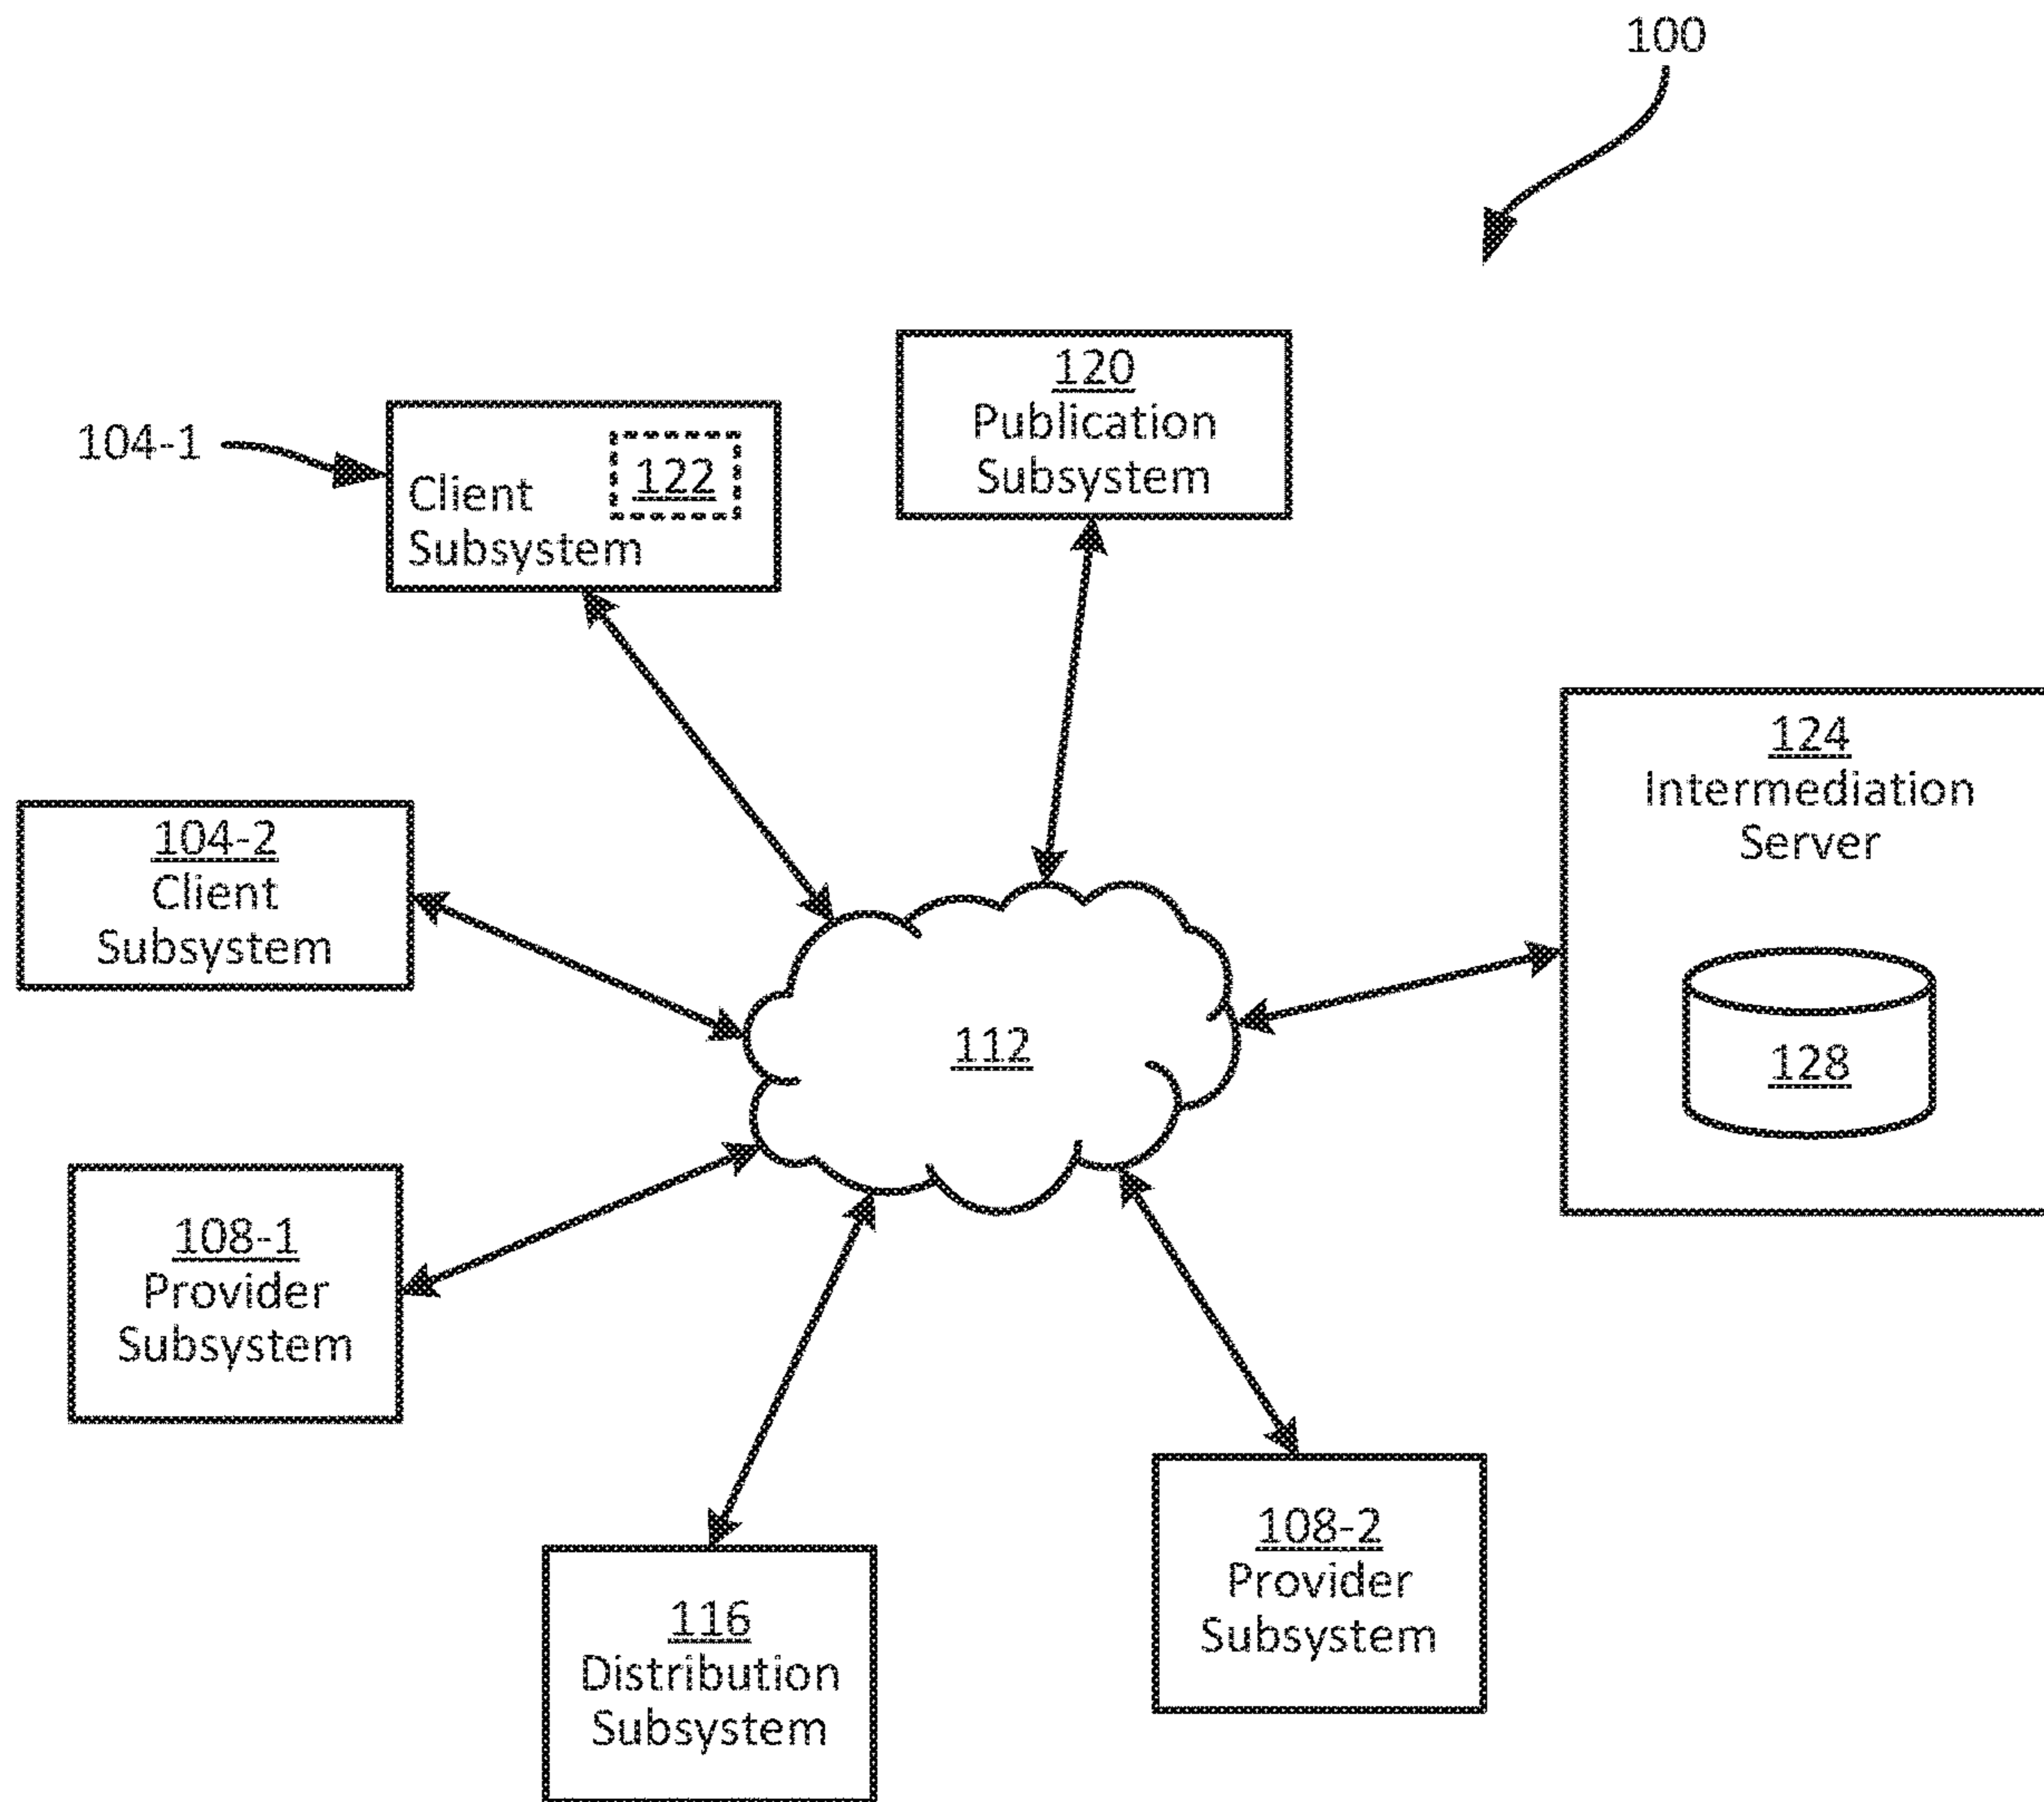 100
120
Publication
Subsystem
104-1
122
Client
Subsystem
124
Intermediation
Server
104-2
Client
Subsystem
112
128
108-1
Provider
Subsystem
108-2
Provider
Subsystem
116
Distribution
Subsystem